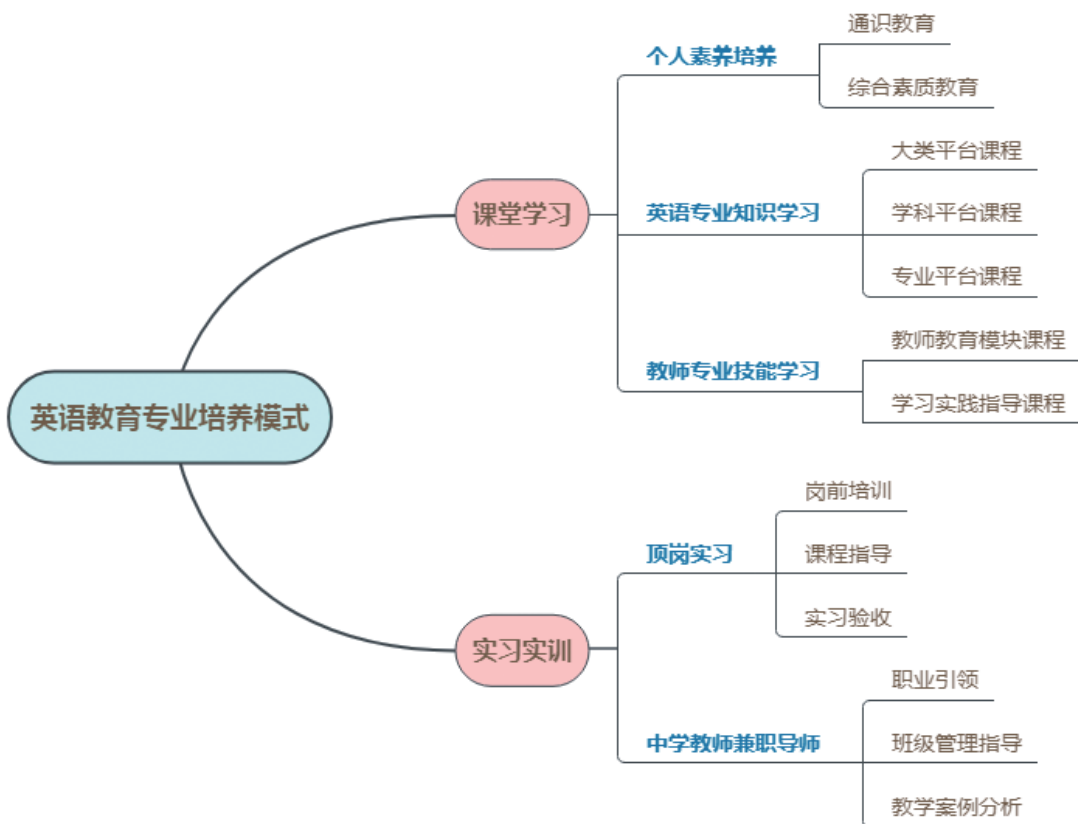 英语教育专业培养模式
课堂学习
个人素养培养
通识教育
综合素质教育
英语专业知识学习
大类平台课程
学科平台课程
专业平台课程
教师专业技能学习
教师教育模块课程
学习实践指导课程
实习实训
顶岗实习
岗前培训
课程指导
实习验收
中学教师兼职导师
职业引领
班级管理指导
教学案例分析